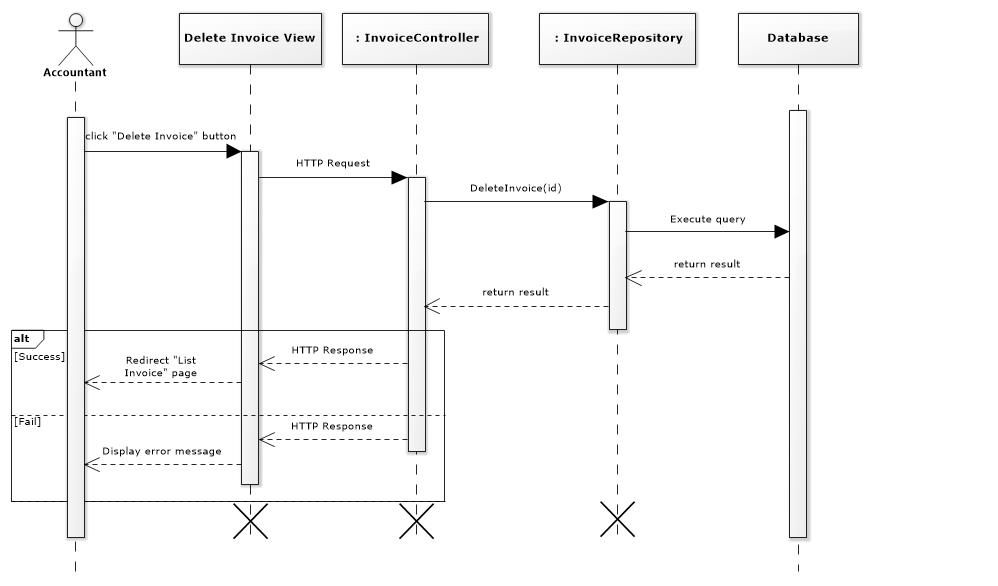 Delete Invoice View
: InvoiceController
: InvoiceRepository
Database
Accountant
click "Delete Invoice" button
HTTP Request
DeleteInvoice(id)
Execute query
return result
return result
alt
[Success]
HTTP Response
Redirect "List
Invoice" page
[Fail]
HTTP Response
Display error message